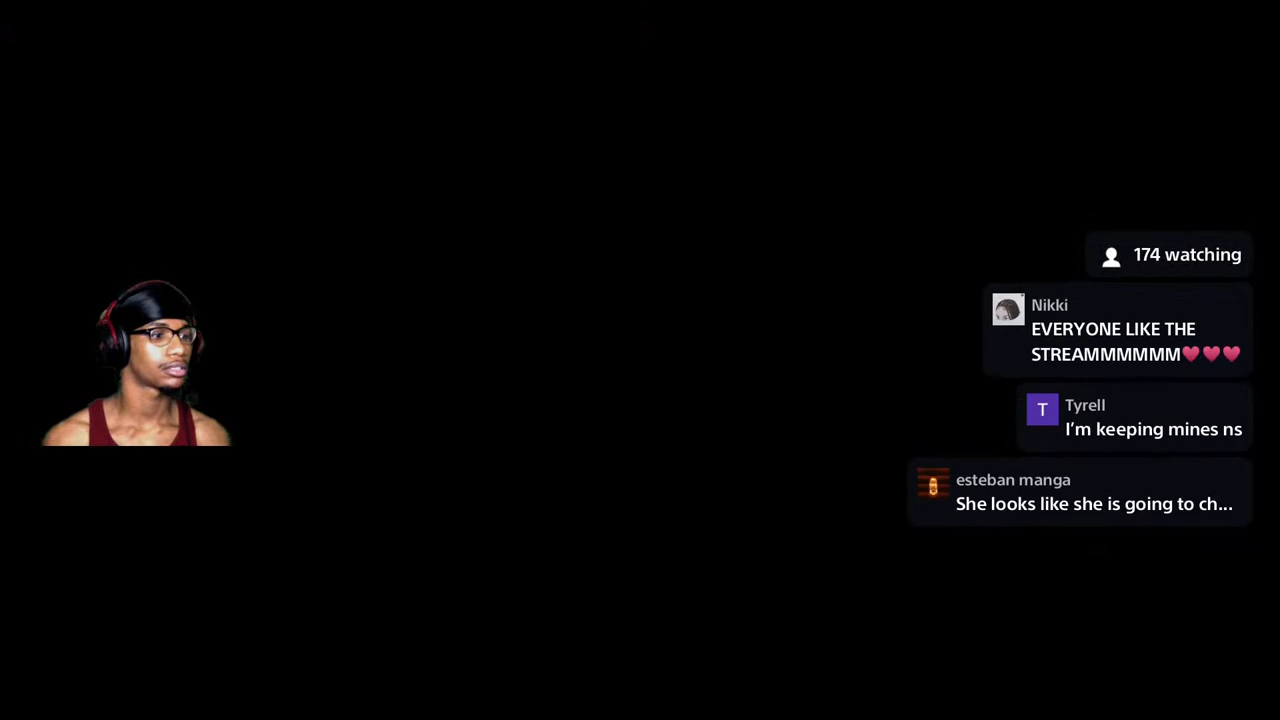 174 watching
Nikki
EVERYONE LIKE THE
STREAMMMMMM💗💗💗
T
Tyrell
I’m keeping mines ns
esteban manga
She looks like she is going to ch...